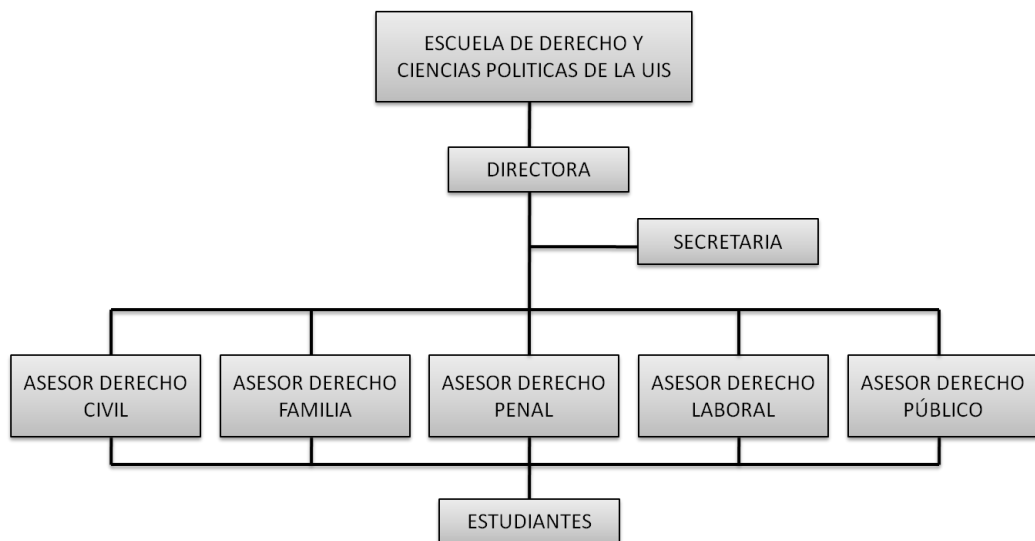 ESCUELA DE DERECHO Y
CIENCIAS POLITICAS DE LA UIS
DIRECTORA
SECRETARIA
ASESOR DERECHO
CIVIL
ASESOR DERECHO
FAMILIA
ASESOR DERECHO
PENAL
ASESOR DERECHO
LABORAL
ASESOR DERECHO
PÚBLICO
ESTUDIANTES